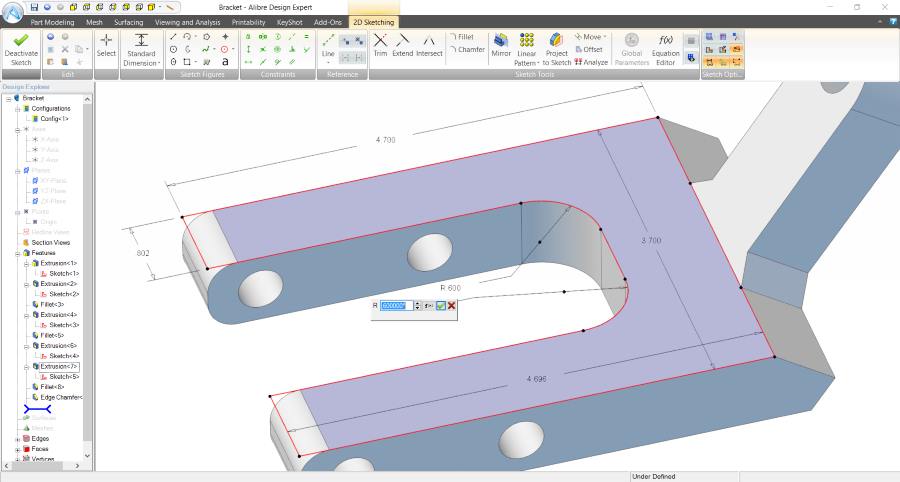 Bracket - Alibre Design Expert
Part Modeling Mesh Surfacing Viewing and Analysis Printability KeyShot Add-Ons 2D Sketching
Deactivate Sketch
Edit
Select
Standard Dimension
Sketch Figures
Constraints
Line
Reference
Trim Extend Intersect
Fillet
Chamfer
Mirror
Linear Pattern
Project to Sketch
Move
Offset
Analyze
Sketch Tools
Global Parameters
f(x)
Equation Editor
Sketch Opti...
Design Explorer
Bracket
Configurations
Config<1>
Axes
X-Axis
Y-Axis
Z-Axis
Planes
XY-Plane
YZ-Plane
ZX-Plane
Points
Origin
Redline Views
Section Views
Features
Extrusion<1>
Sketch<1>
Extrusion<2>
Sketch<2>
Fillet<3>
Extrusion<4>
Sketch<3>
Fillet<5>
Extrusion<6>
Sketch<4>
Extrusion<7>
Sketch<5>
Fillet<8>
Edge Chamfer<
Surfaces
Meshes
Edges
Faces
Vertices
4.700
802
3.700
R.600
R
4.696
Under Defined